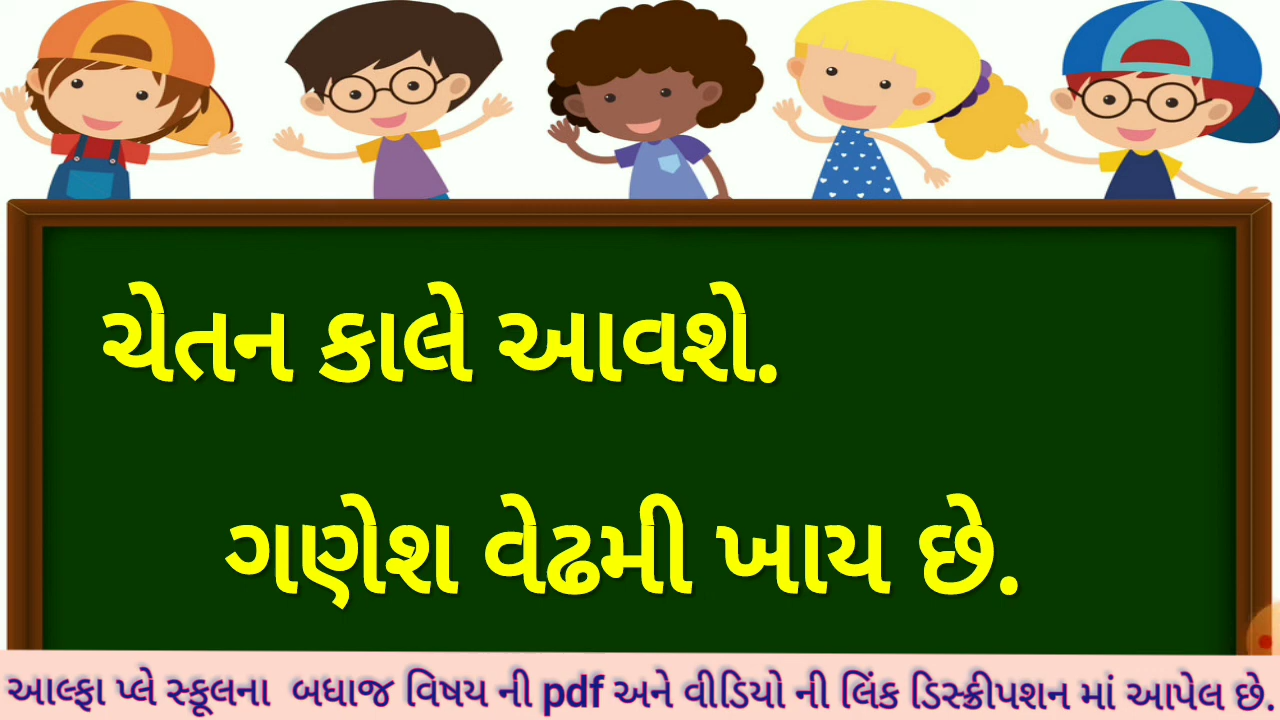 ચેતન કાલે આવશે.
ગણેશ વેઢમી ખાય છે.
આલ્ફા પ્લે સ્કૂલના બધાજ વિષય ની pdf અને વીડિયો ની લિંક ડિસ્ક્રીપશન માં આપેલ છે.